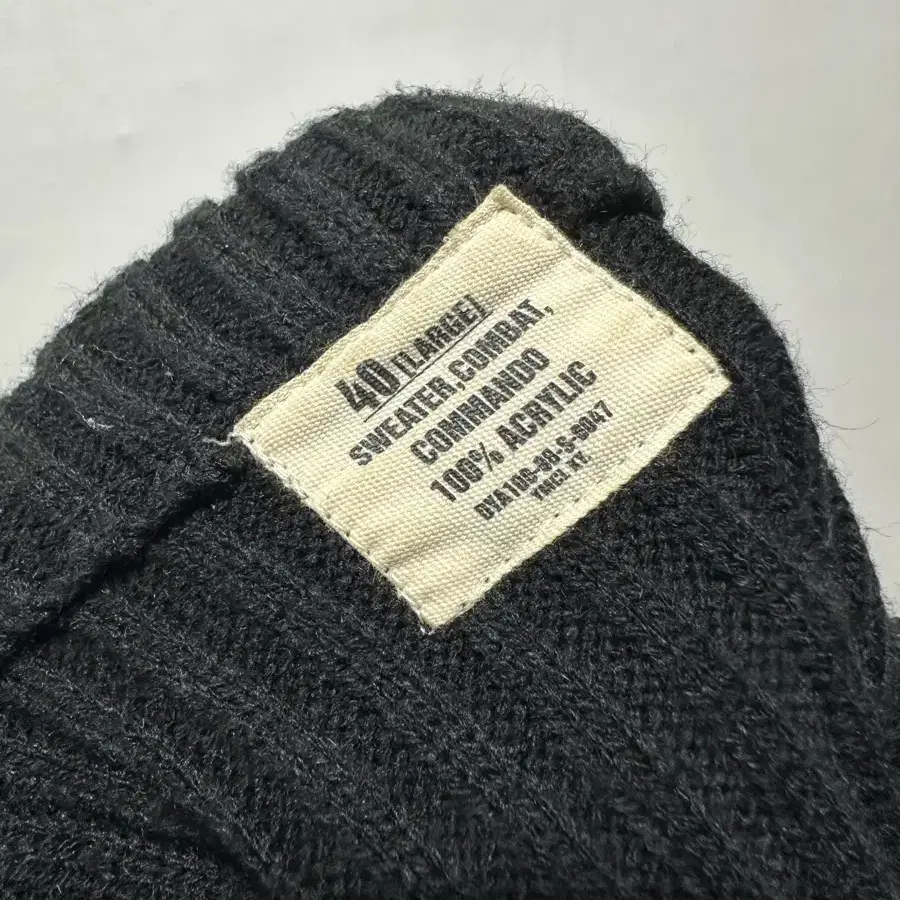 40 [LARGE]
SWEATER,COMBAT,
COMMANDO
100% ACRYLIC